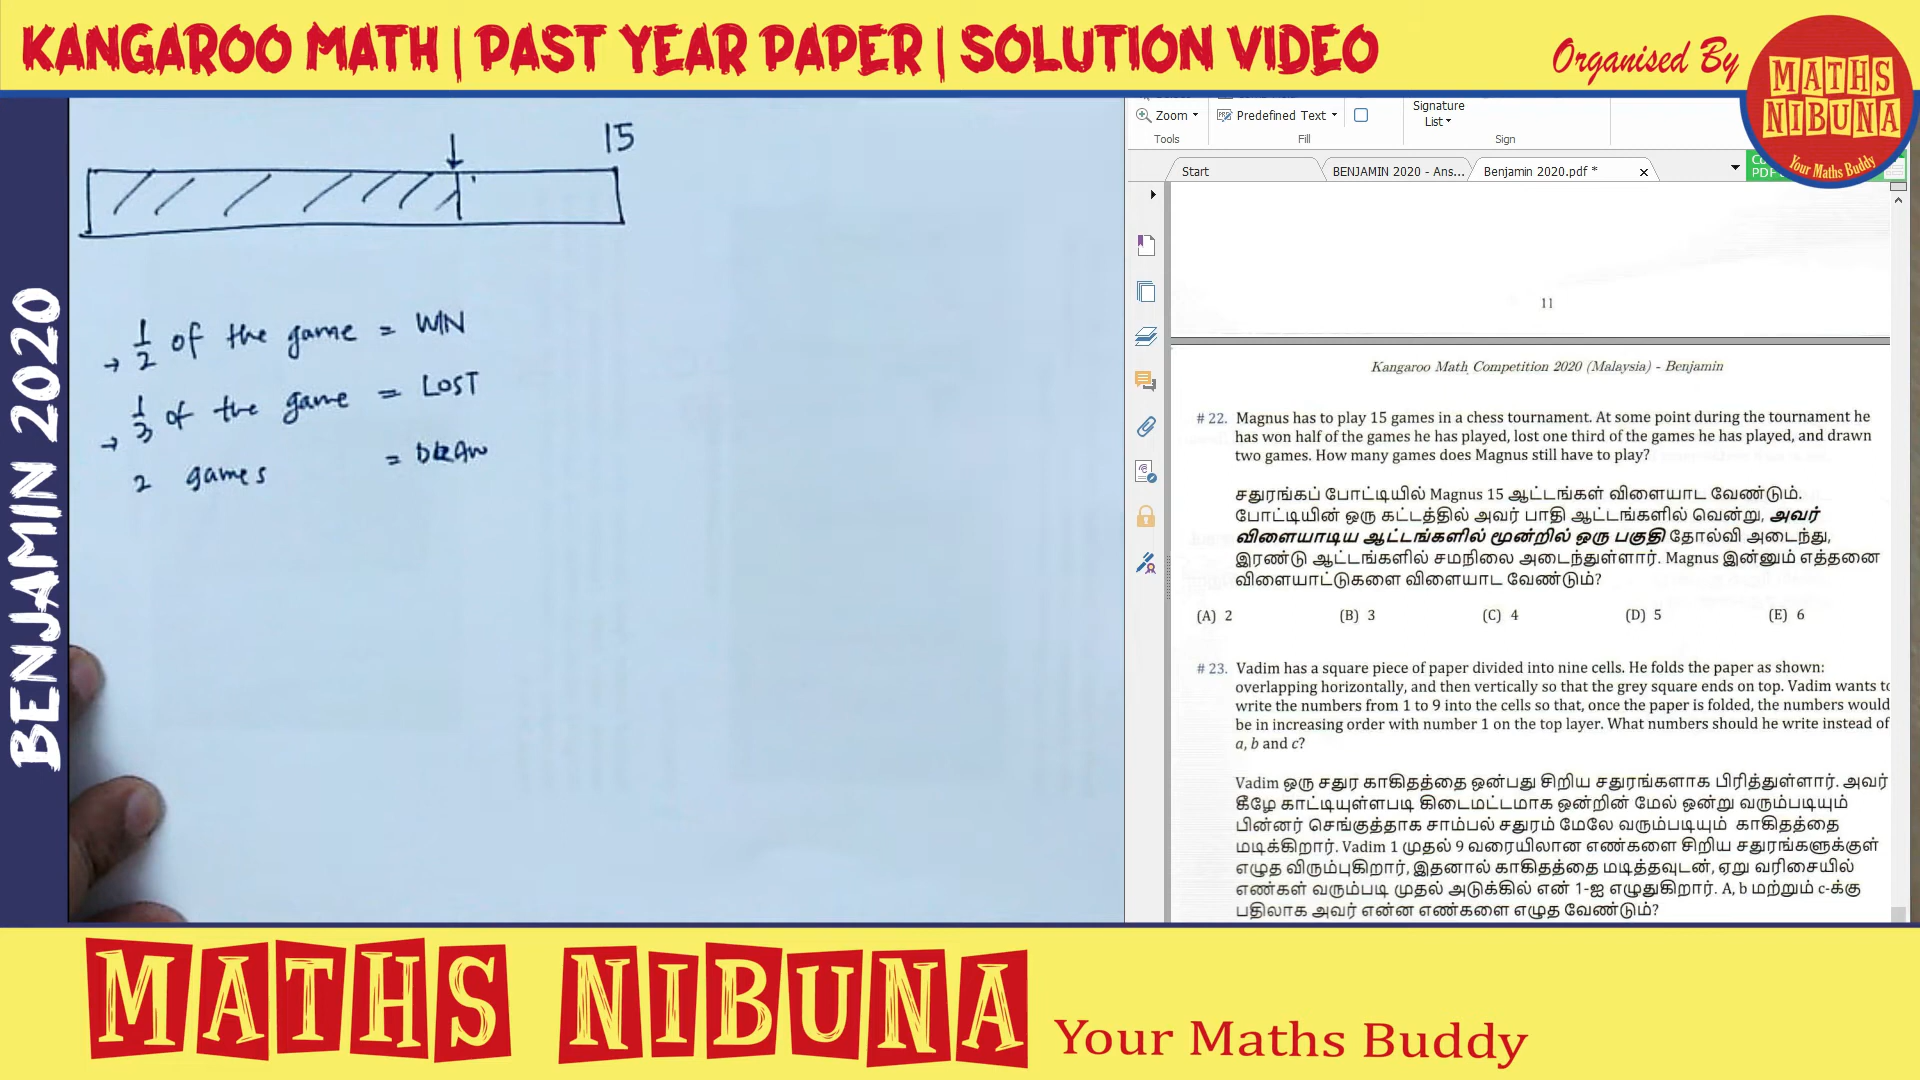 KANGAROO MATH | PAST YEAR PAPER | SOLUTION VIDEO
Organised By
MATHS
NIBUNA
Your Maths Buddy
BENJAMIN 2020
15
→ 1/2 of the game = WIN
→ 1/3 of the game = LOST
2 games = DRAW
Zoom
Tools
Predefined Text
Fill
Signature
List
Sign
Start
BENJAMIN 2020 - Ans...
Benjamin 2020.pdf *
PDF
11
Kangaroo Math Competition 2020 (Malaysia) - Benjamin
# 22. Magnus has to play 15 games in a chess tournament. At some point during the tournament he
has won half of the games he has played, lost one third of the games he has played, and drawn
two games. How many games does Magnus still have to play?
சதுரங்கப் போட்டியில் Magnus 15 ஆட்டங்கள் விளையாட வேண்டும்.
போட்டியின் ஒரு கட்டத்தில் அவர் பாதி ஆட்டங்களில் வென்று, அவர்
விளையாடிய ஆட்டங்களில் மூன்றில் ஒரு பகுதி தோல்வி அடைந்து,
இரண்டு ஆட்டங்களில் சமநிலை அடைந்துள்ளார். Magnus இன்னும் எத்தனை
விளையாட்டுகளை விளையாட வேண்டும்?
(A) 2 (B) 3 (C) 4 (D) 5 (E) 6
# 23. Vadim has a square piece of paper divided into nine cells. He folds the paper as shown:
overlapping horizontally, and then vertically so that the grey square ends on top. Vadim wants to
write the numbers from 1 to 9 into the cells so that, once the paper is folded, the numbers would
be in increasing order with number 1 on the top layer. What numbers should he write instead of
a, b and c?
Vadim ஒரு சதுர காகிதத்தை ஒன்பது சிறிய சதுரங்களாக பிரித்துள்ளார். அவர்
கீழே காட்டியுள்ளபடி கிடைமட்டமாக ஒன்றின் மேல் ஒன்று வரும்படியும்
பின்னர் செங்குத்தாக சாம்பல் சதுரம் மேலே வரும்படியும் காகிதத்தை
மடிக்கிறார். Vadim 1 முதல் 9 வரையிலான எண்களை சிறிய சதுரங்களுக்குள்
எழுத விரும்புகிறார், இதனால் காகிதத்தை மடித்தவுடன், ஏறு வரிசையில்
எண்கள் வரும்படி முதல் அடுக்கில் என் 1-ஐ எழுதுகிறார். A, b மற்றும் c-க்கு
பதிலாக அவர் என்ன எண்களை எழுத வேண்டும்?
MATHS NIBUNA
Your Maths Buddy